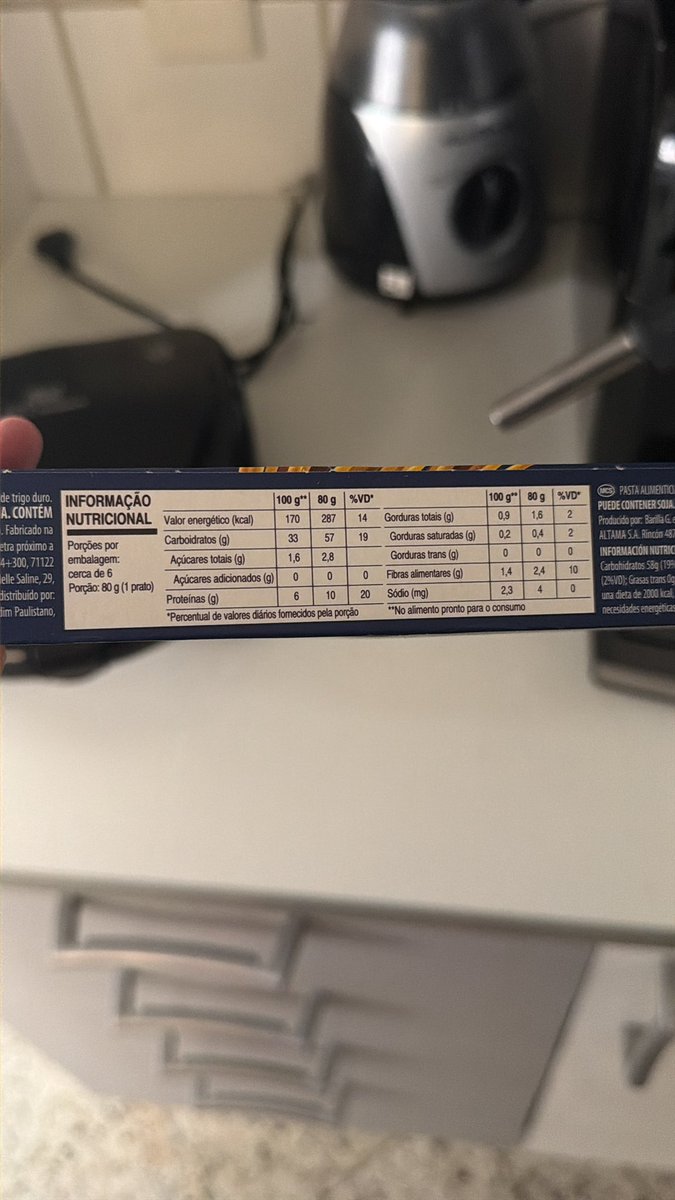 de trigo duro.
A. CONTÉM
. Fabricado na
etra próximo a
4+300, 71122
elle Saline, 29,
distribuído por:
dim Paulistano,
INFORMAÇÃO
NUTRICIONAL
Porções por
embalagem:
cerca de 6
Porção: 80 g (1 prato)
100 g** 80 g %VD*
Valor energético (kcal) 170 287 14
Carboidratos (g) 33 57 19
Açúcares totais (g) 1,6 2,8
Açúcares adicionados (g) 0 0 0
Proteínas (g) 6 10 20
*Percentual de valores diários fornecidos pela porção
100 g** 80 g %VD*
Gorduras totais (g) 0,9 1,6 2
Gorduras saturadas (g) 0,2 0,4 2
Gorduras trans (g) 0 0 0
Fibras alimentares (g) 1,4 2,4 10
Sódio (mg) 2,3 4 0
**No alimento pronto para o consumo
MCS PASTA ALIMENTICI
PUEDE CONTENER SOJA.
Producido por: Barilla G. e
ALTAMA S.A. Rincón 487
INFORMACIÓN NUTRIC
Carbohidratos 58g (19%
(2%VD); Grasas trans 0g
una dieta de 2000 kcal,
necesidades energéticas